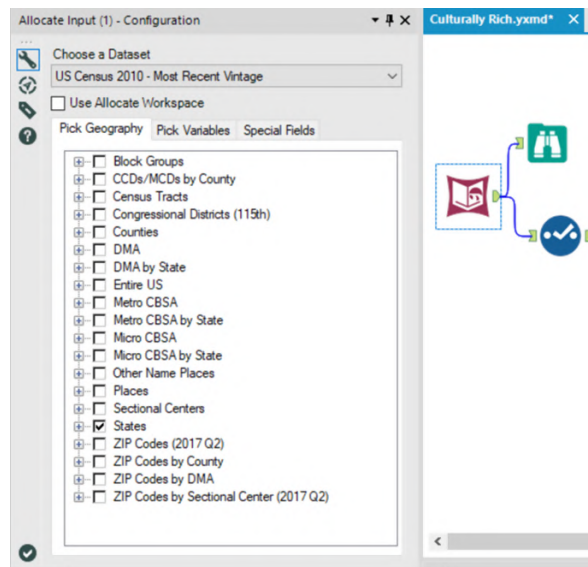 Allocate Input (1) - Configuration
Culturally Rich.yxmd*
Choose a Dataset
US Census 2010 - Most Recent Vintage
Use Allocate Workspace
Pick Geography
Pick Variables
Special Fields
Block Groups
CCDs/MCDs by County
Census Tracts
Congressional Districts (115th)
Counties
DMA
DMA by State
Entire US
Metro CBSA
Metro CBSA by State
Micro CBSA
Micro CBSA by State
Other Name Places
Places
Sectional Centers
States
ZIP Codes (2017 Q2)
ZIP Codes by County
ZIP Codes by DMA
ZIP Codes by Sectional Center (2017 Q2)